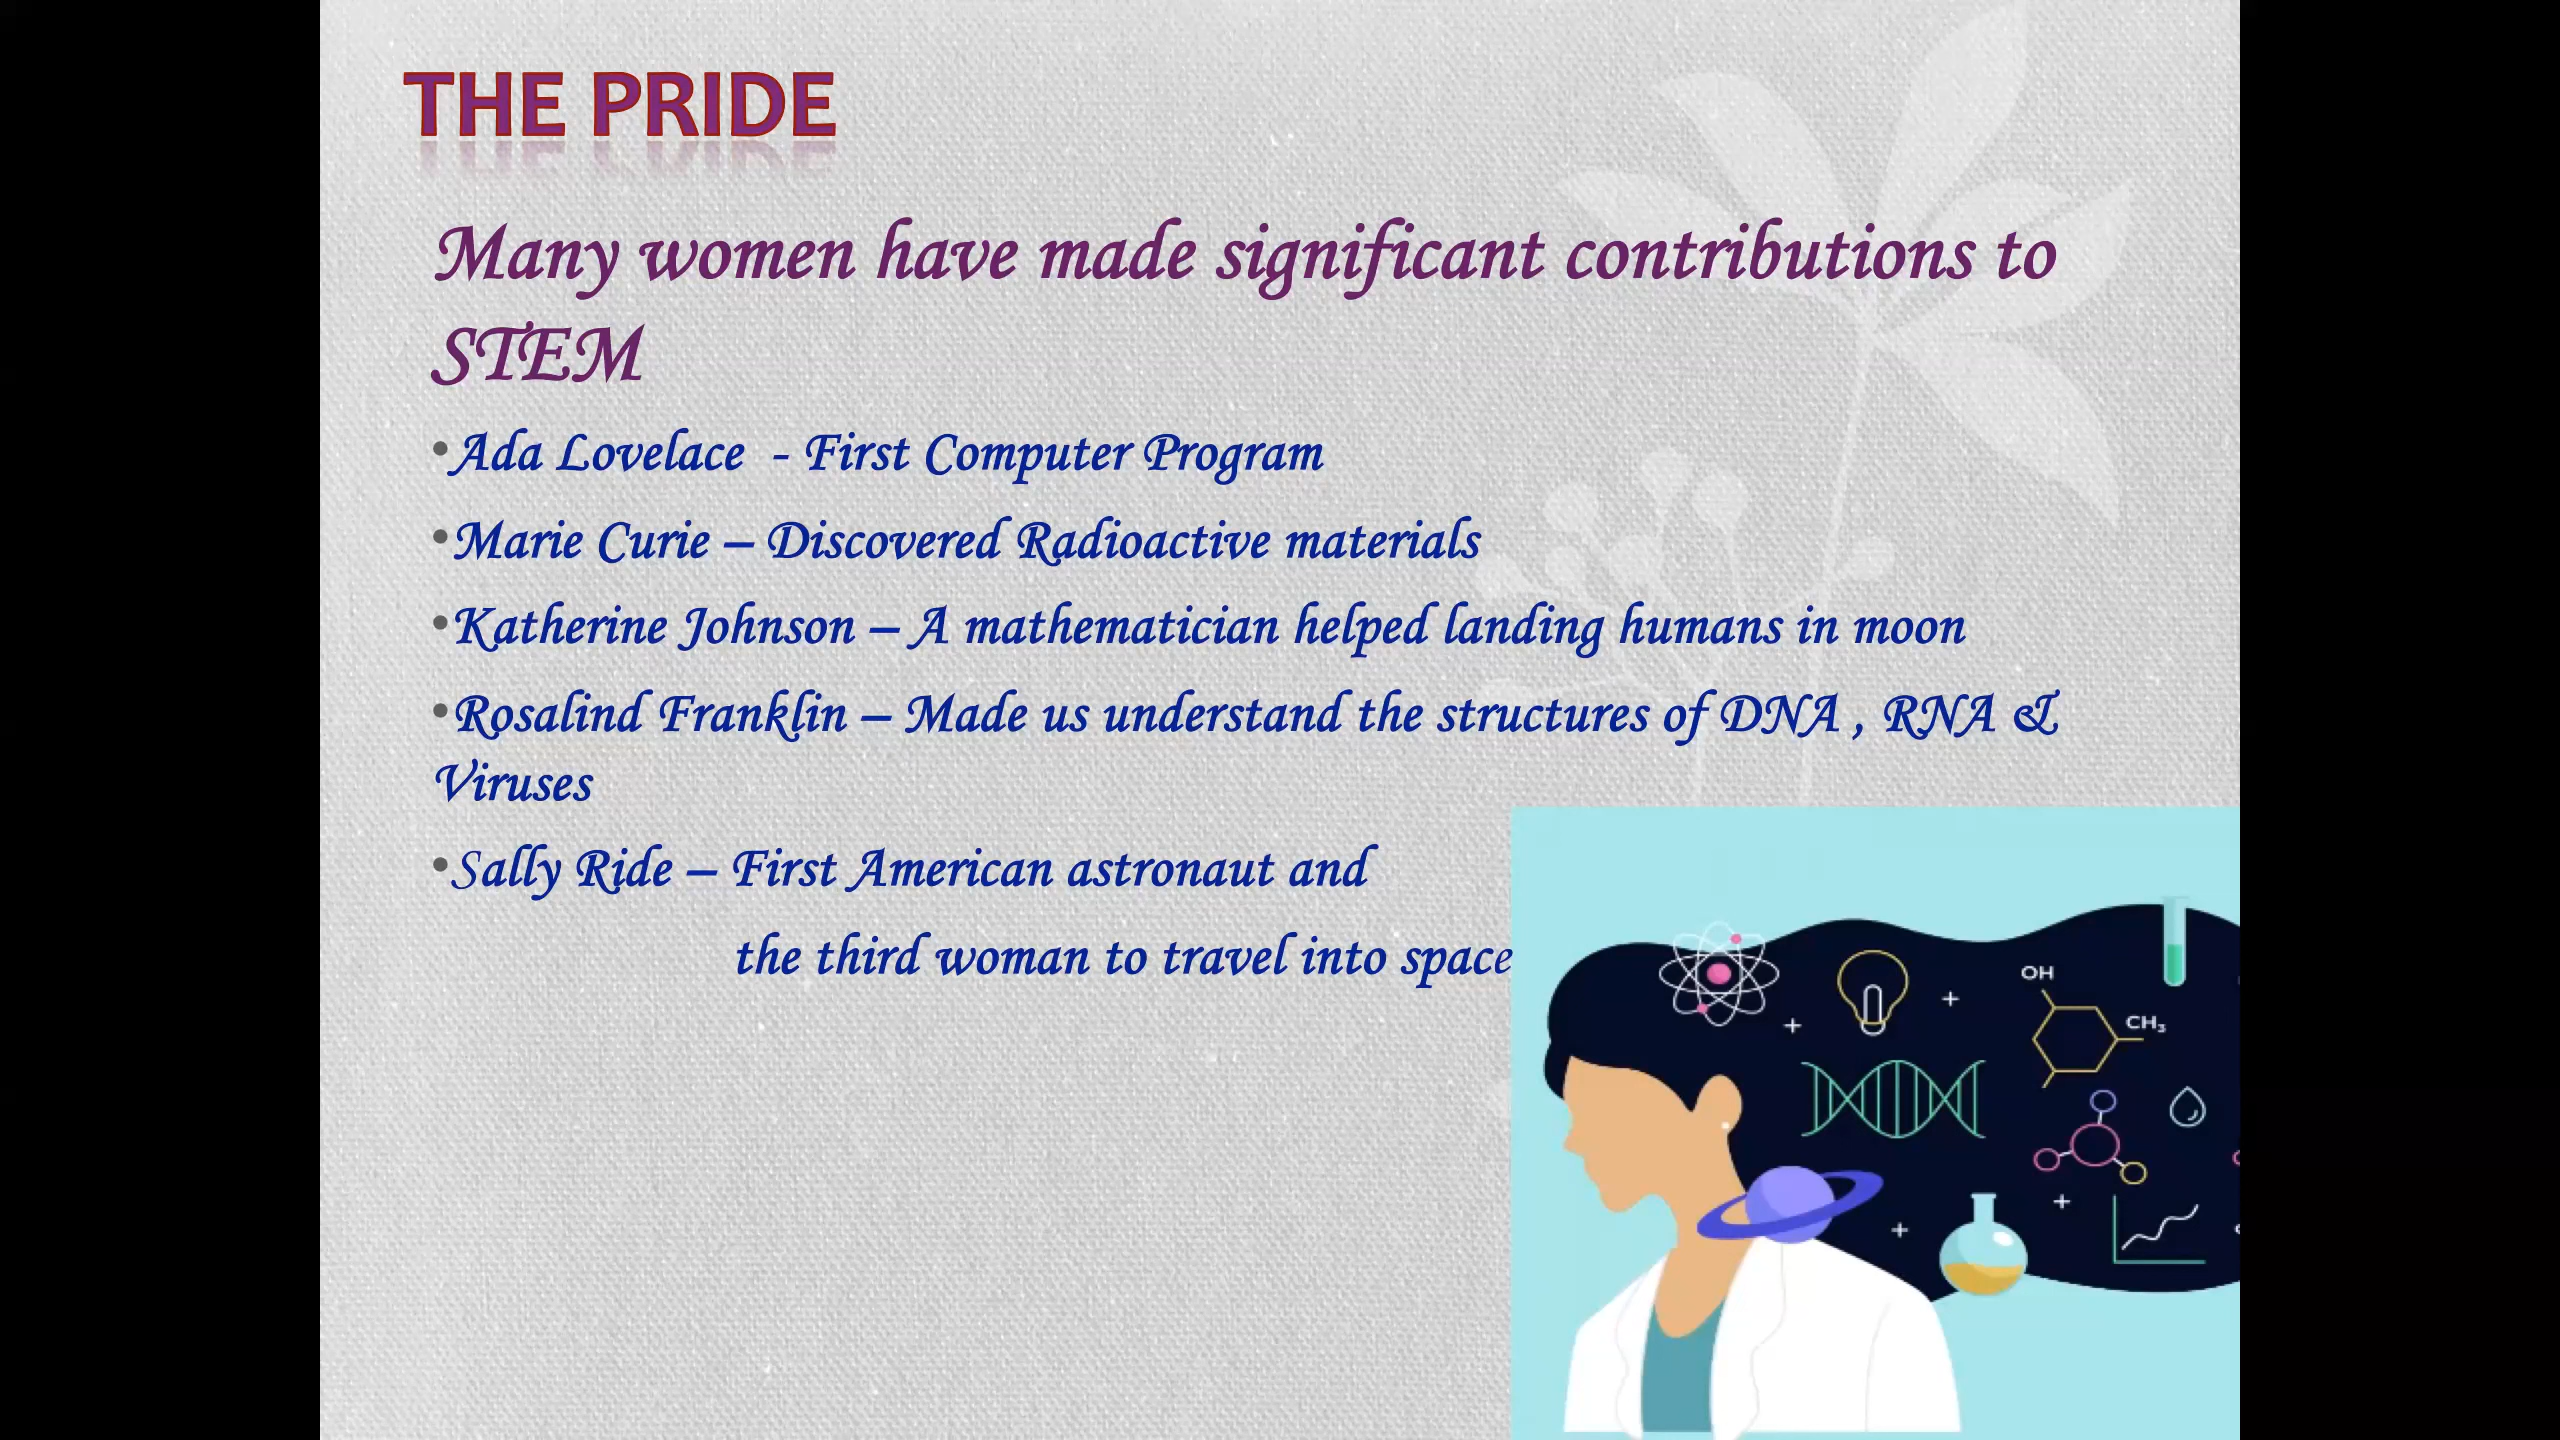 THE PRIDE
Many women have made significant contributions to
STEM
•Ada Lovelace - First Computer Program
•Marie Curie – Discovered Radioactive materials
•Katherine Johnson – A mathematician helped landing humans in moon
•Rosalind Franklin – Made us understand the structures of DNA , RNA &
Viruses
•Sally Ride – First American astronaut and
the third woman to travel into space
OH
CH₃